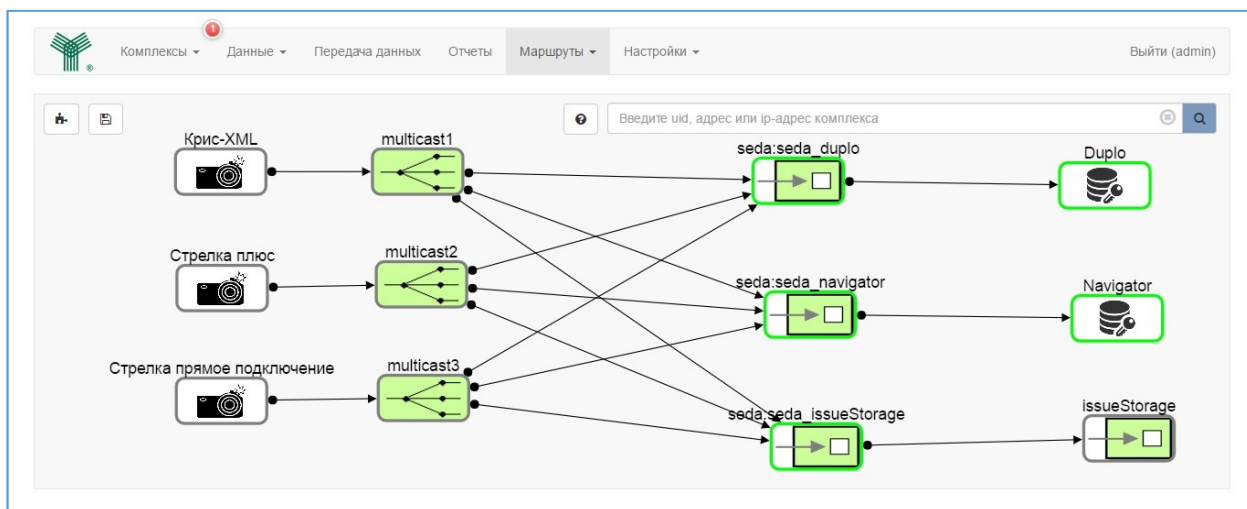 1
Комплексы Данные Передача данных Отчеты Маршруты Настройки Выйти (admin)
®
Введите uid, адрес или ip-адрес комплекса
Крис-XML multicast1 seda:seda_duplo Duplo
Стрелка плюс multicast2 seda:seda_navigator Navigator
Стрелка прямое подключение multicast3 seda:seda_issueStorage issueStorage